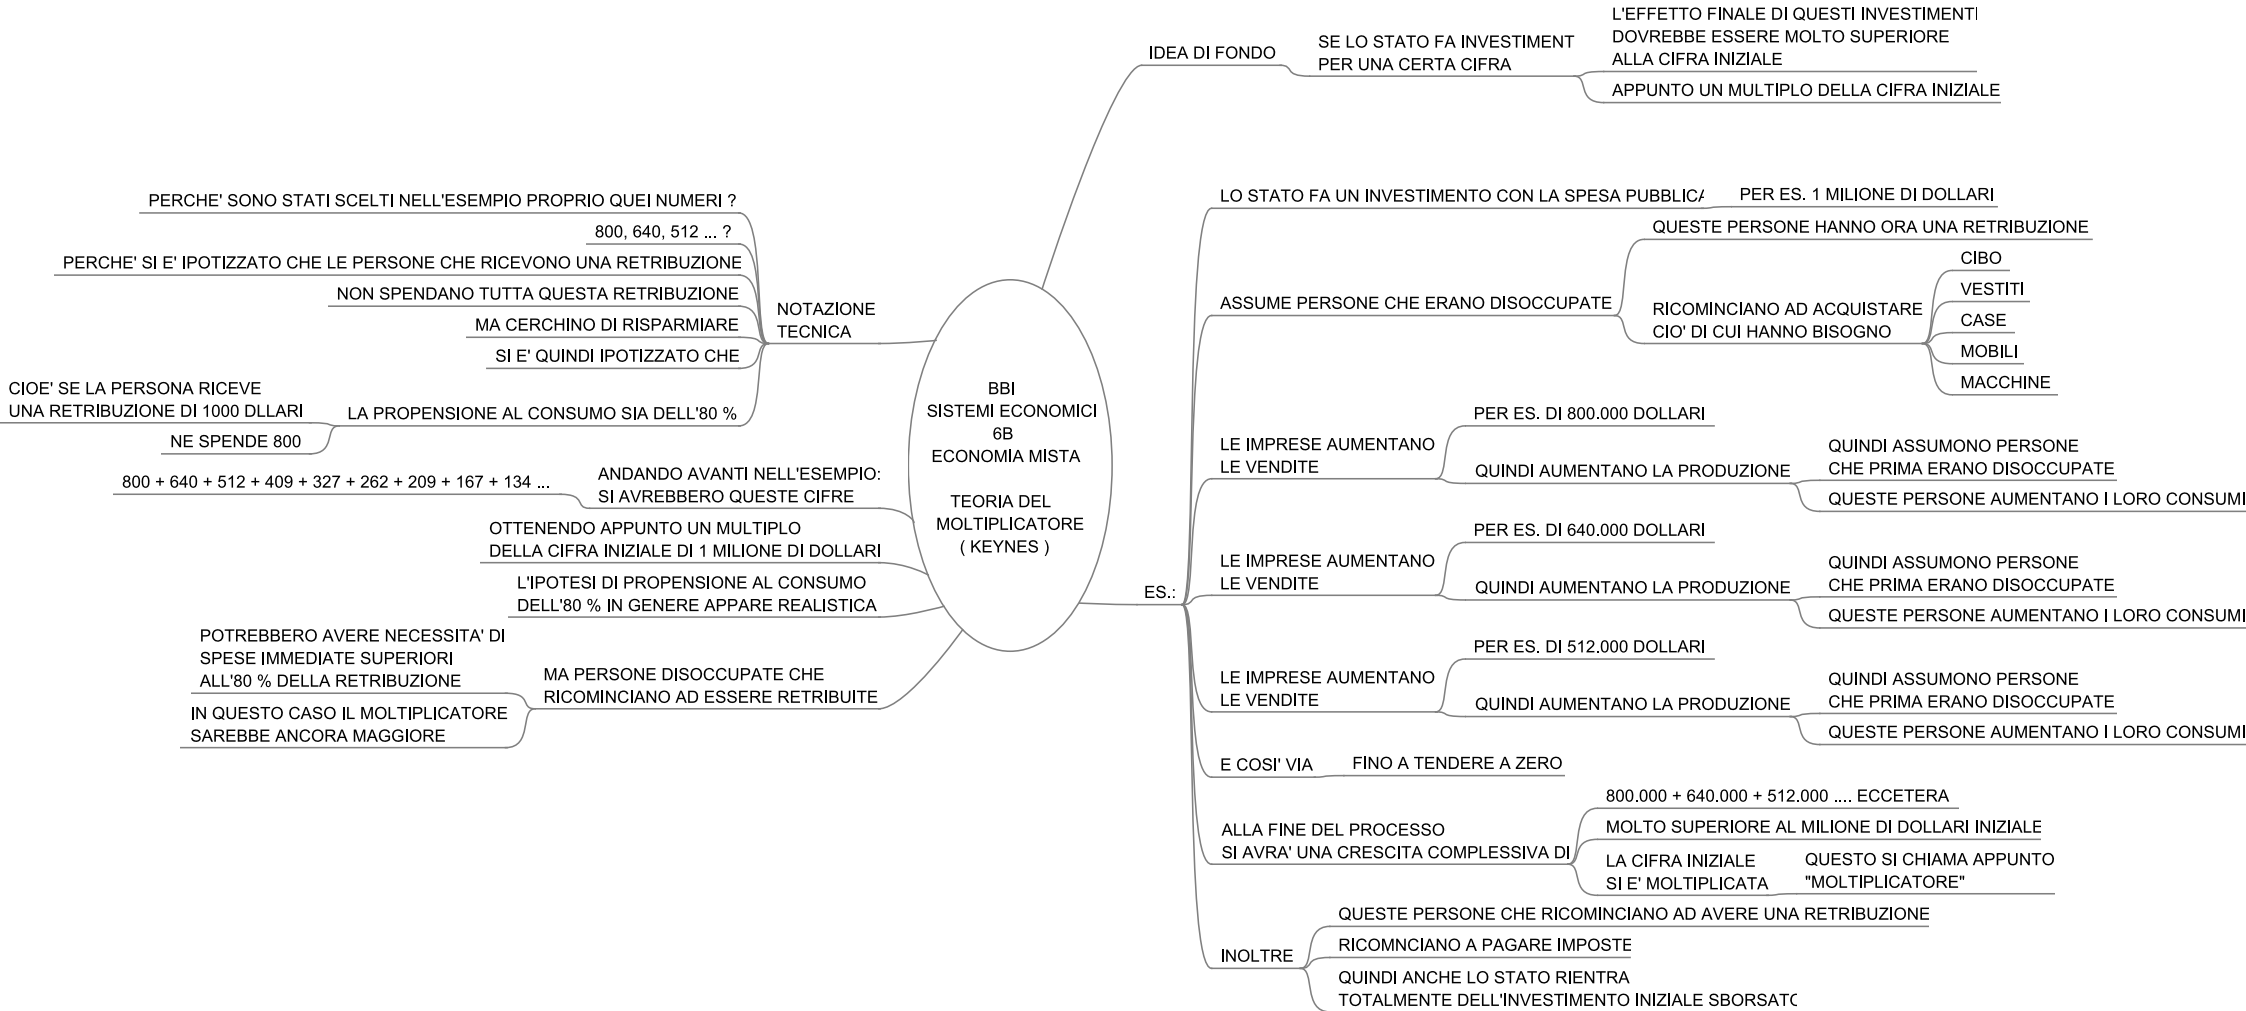 BBI
SISTEMI ECONOMICI
6B
ECONOMIA MISTA
TEORIA DEL
MOLTIPLICATORE
( KEYNES )
IDEA DI FONDO
SE LO STATO FA INVESTIMENT
PER UNA CERTA CIFRA
L'EFFETTO FINALE DI QUESTI INVESTIMENTI
DOVREBBE ESSERE MOLTO SUPERIORE
ALLA CIFRA INIZIALE
APPUNTO UN MULTIPLO DELLA CIFRA INIZIALE
ES.:
LO STATO FA UN INVESTIMENTO CON LA SPESA PUBBLICA
PER ES. 1 MILIONE DI DOLLARI
ASSUME PERSONE CHE ERANO DISOCCUPATE
QUESTE PERSONE HANNO ORA UNA RETRIBUZIONE
RICOMINCIANO AD ACQUISTARE
CIO' DI CUI HANNO BISOGNO
CIBO
VESTITI
CASE
MOBILI
MACCHINE
LE IMPRESE AUMENTANO
LE VENDITE
PER ES. DI 800.000 DOLLARI
QUINDI AUMENTANO LA PRODUZIONE
QUINDI ASSUMONO PERSONE
CHE PRIMA ERANO DISOCCUPATE
QUESTE PERSONE AUMENTANO I LORO CONSUMI
LE IMPRESE AUMENTANO
LE VENDITE
PER ES. DI 640.000 DOLLARI
QUINDI AUMENTANO LA PRODUZIONE
QUINDI ASSUMONO PERSONE
CHE PRIMA ERANO DISOCCUPATE
QUESTE PERSONE AUMENTANO I LORO CONSUMI
LE IMPRESE AUMENTANO
LE VENDITE
PER ES. DI 512.000 DOLLARI
QUINDI AUMENTANO LA PRODUZIONE
QUINDI ASSUMONO PERSONE
CHE PRIMA ERANO DISOCCUPATE
QUESTE PERSONE AUMENTANO I LORO CONSUMI
E COSI' VIA
FINO A TENDERE A ZERO
ALLA FINE DEL PROCESSO
SI AVRA' UNA CRESCITA COMPLESSIVA DI
800.000 + 640.000 + 512.000 .... ECCETERA
MOLTO SUPERIORE AL MILIONE DI DOLLARI INIZIALE
LA CIFRA INIZIALE
SI E' MOLTIPLICATA
QUESTO SI CHIAMA APPUNTO
"MOLTIPLICATORE"
INOLTRE
QUESTE PERSONE CHE RICOMINCIANO AD AVERE UNA RETRIBUZIONE
RICOMNCIANO A PAGARE IMPOSTE
QUINDI ANCHE LO STATO RIENTRA
TOTALMENTE DELL'INVESTIMENTO INIZIALE SBORSATO
NOTAZIONE
TECNICA
PERCHE' SONO STATI SCELTI NELL'ESEMPIO PROPRIO QUEI NUMERI ?
800, 640, 512 ... ?
PERCHE' SI E' IPOTIZZATO CHE LE PERSONE CHE RICEVONO UNA RETRIBUZIONE
NON SPENDANO TUTTA QUESTA RETRIBUZIONE
MA CERCHINO DI RISPARMIARE
SI E' QUINDI IPOTIZZATO CHE
LA PROPENSIONE AL CONSUMO SIA DELL'80 %
CIOE' SE LA PERSONA RICEVE
UNA RETRIBUZIONE DI 1000 DLLARI
NE SPENDE 800
ANDANDO AVANTI NELL'ESEMPIO:
SI AVREBBERO QUESTE CIFRE
800 + 640 + 512 + 409 + 327 + 262 + 209 + 167 + 134 ...
OTTENENDO APPUNTO UN MULTIPLO
DELLA CIFRA INIZIALE DI 1 MILIONE DI DOLLARI
L'IPOTESI DI PROPENSIONE AL CONSUMO
DELL'80 % IN GENERE APPARE REALISTICA
MA PERSONE DISOCCUPATE CHE
RICOMINCIANO AD ESSERE RETRIBUITE
POTREBBERO AVERE NECESSITA' DI
SPESE IMMEDIATE SUPERIORI
ALL'80 % DELLA RETRIBUZIONE
IN QUESTO CASO IL MOLTIPLICATORE
SAREBBE ANCORA MAGGIORE